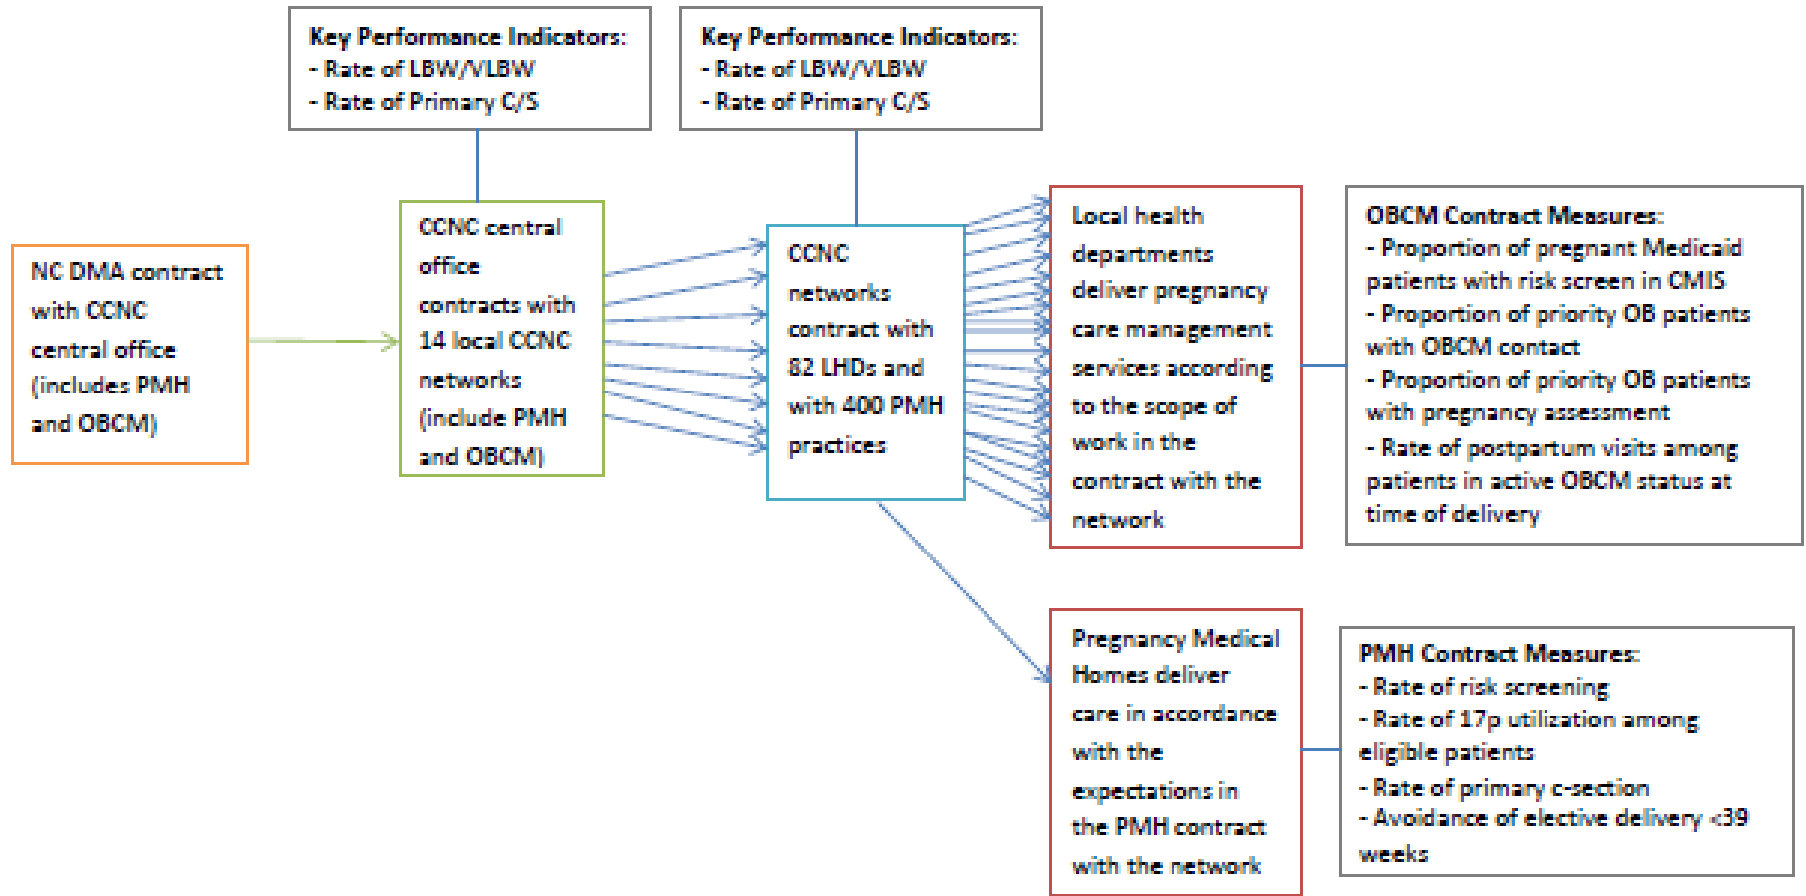 Key Performance Indicators:
- Rate of LBW/VLBW
- Rate of Primary C/S
Key Performance Indicators:
- Rate of LBW/VLBW
- Rate of Primary C/S
NC DMA contract
with CCNC
central office
(includes PMH
and OBCM)
CCNC central
office
contracts with
14 local CCNC
networks
(include PMH
and OBCM)
CCNC
networks
contract with
82 LHDs and
with 400 PMH
practices
Local health
departments
deliver pregnancy
care management
services according
to the scope of
work in the
contract with the
network
OBCM Contract Measures:
- Proportion of pregnant Medicaid
patients with risk screen in CMIS
- Proportion of priority OB patients
with OBCM contact
- Proportion of priority OB patients
with pregnancy assessment
- Rate of postpartum visits among
patients in active OBCM status at
time of delivery
Pregnancy Medical
Homes deliver
care in accordance
with the
expectations in
the PMH contract
with the network
PMH Contract Measures:
- Rate of risk screening
- Rate of 17p utilization among
eligible patients
- Rate of primary c-section
- Avoidance of elective delivery <39
weeks